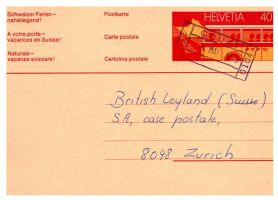 Schweizer Ferien – Postkarte HELVETIA 40
naheliegend!
A votre porte – Carte postale
vacances en Suisse!
Naturale – Cartolina postale
vacanze svizzere!
British Leyland (Suisse)
S.A, case postale,
8048 Zurich